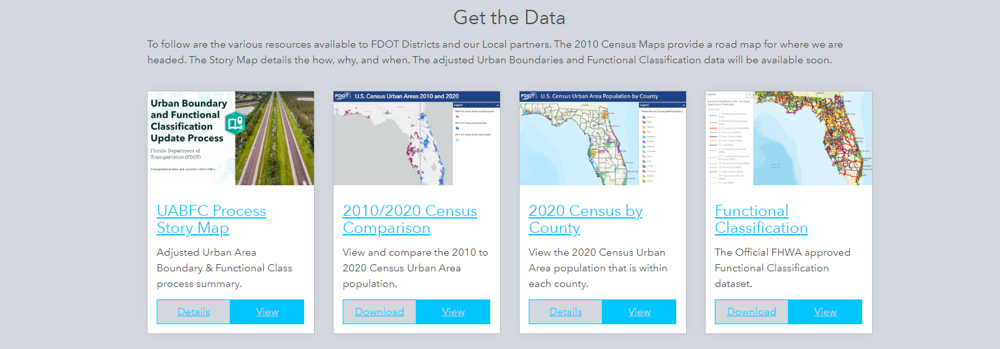 Get the Data
To follow are the various resources available to FDOT Districts and our Local partners. The 2010 Census Maps provide a road map for where we are
headed. The Story Map details the how, why, and when. The adjusted Urban Boundaries and Functional Classification data will be available soon.
Urban Boundary
and Functional
Classification
Update Process
Florida Department of
Transportation (FDOT)
Transportation Data and Analytics (TDA) Office
FDOT U.S. Census Urban Areas 2010 and 2020
Legend
FDOT U.S. Census Urban Area Population by County
Legend
Urban Area by County (with Population)
Legend
UABFC Process
Story Map
Adjusted Urban Area
Boundary & Functional Class
process summary.
Details
View
2010/2020 Census
Comparison
View and compare the 2010 to
2020 Census Urban Area
population.
Download
View
2020 Census by
County
View the 2020 Census Urban
Area population that is within
each county.
Details
View
Functional
Classification
The Official FHWA approved
Functional Classification
dataset.
Download
View